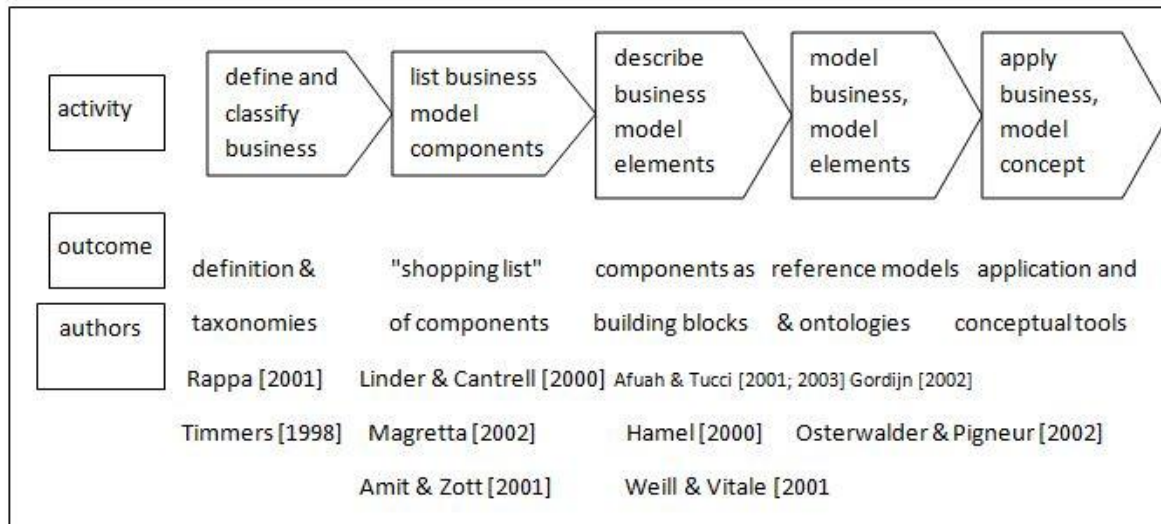 activity
define and
classify
business
list business
model
components
describe
business
model
elements
model
business,
model
elements
apply
business,
model
concept
outcome
definition &
taxonomies
"shopping list"
of components
components as
building blocks
reference models
& ontologies
application and
conceptual tools
authors
Rappa [2001]
Linder & Cantrell [2000]
Afuah & Tucci [2001; 2003]
Gordijn [2002]
Timmers [1998]
Magretta [2002]
Hamel [2000]
Osterwalder & Pigneur [2002]
Amit & Zott [2001]
Weill & Vitale [2001